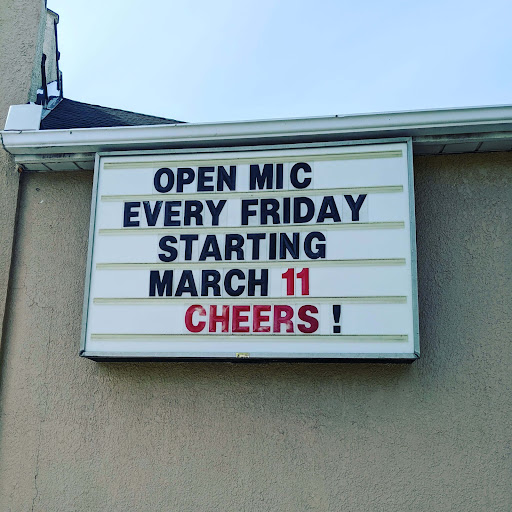 OPEN MIC
EVERY FRIDAY
STARTING
MARCH 11
CHEERS !